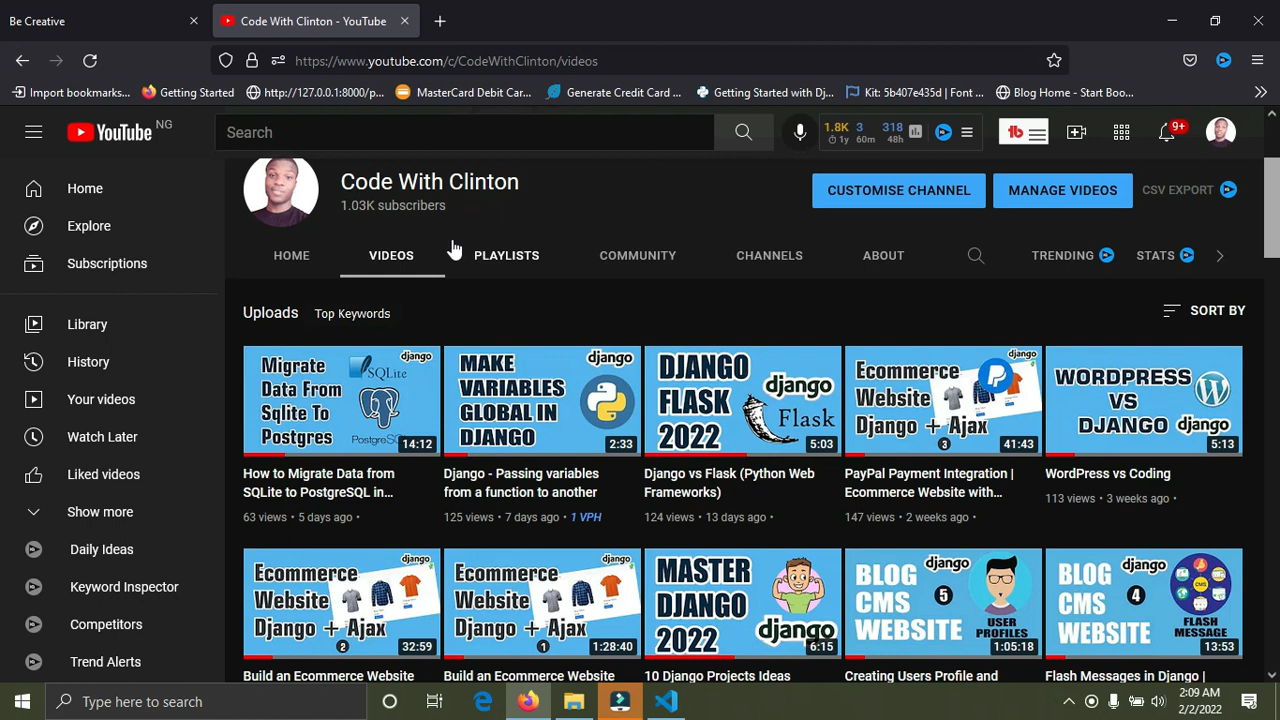 Be Creative
Code With Clinton - YouTube
https://www.youtube.com/c/CodeWithClinton/videos
Import bookmarks...
Getting Started
http://127.0.0.1:8000/p...
MasterCard Debit Car...
Generate Credit Card ...
Getting Started with Dj...
Kit: 5b407e435d | Font ...
Blog Home - Start Boo...
YouTube NG
Search
1.8K 3 318
1y 60m 48h
tb
9+
Code With Clinton
1.03K subscribers
CUSTOMISE CHANNEL
MANAGE VIDEOS
CSV EXPORT
HOME
VIDEOS
PLAYLISTS
COMMUNITY
CHANNELS
ABOUT
TRENDING
STATS
Home
Explore
Subscriptions
Library
History
Your videos
Watch Later
Liked videos
Show more
Daily Ideas
Keyword Inspector
Competitors
Trend Alerts
Uploads
Top Keywords
SORT BY
Migrate
Data From
Sqlite To
Postgres
django
SQLite
PostgreSQ
14:12
How to Migrate Data from
SQLite to PostgreSQL in...
63 views • 5 days ago •
MAKE
VARIABLES
GLOBAL IN
DJANGO
django
2:33
Django - Passing variables
from a function to another
125 views • 7 days ago • 1 VPH
DJANGO
FLASK
2022
django
Flask
5:03
Django vs Flask (Python Web
Frameworks)
124 views • 13 days ago •
Ecommerce
Website
Django + Ajax
3
django
41:43
PayPal Payment Integration |
Ecommerce Website with...
147 views • 2 weeks ago •
WORDPRESS
VS
DJANGO
django
5:13
WordPress vs Coding
113 views • 3 weeks ago •
Ecommerce
Website
Django + Ajax
2
django
32:59
Build an Ecommerce Website
Ecommerce
Website
Django + Ajax
1
django
1:28:40
Build an Ecommerce Website
MASTER
DJANGO
2022
django
6:15
10 Django Projects Ideas
BLOG
CMS
WEBSITE
5
django
USER
PROFILES
1:05:18
Creating Users Profile and
BLOG
CMS
WEBSITE
4
django
CMS
FLASH
MESSAGE
13:53
Flash Messages in Django |
Type here to search
2:09 AM
2/2/2022